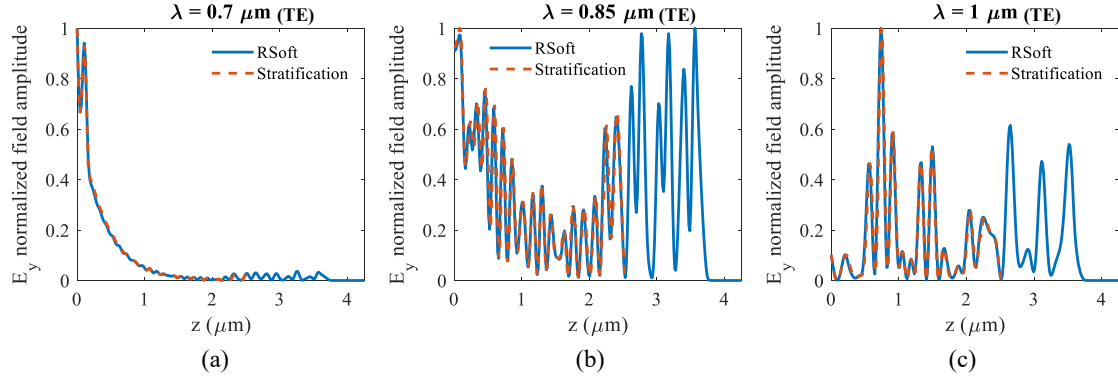 λ = 0.7 μm (TE)
E_y normalized field amplitude
1
0.8
0.6
0.4
0.2
0
RSoft
Stratification
0 1 2 3 4
z (μm)
(a)
λ = 0.85 μm (TE)
E_y normalized field amplitude
1
0.8
0.6
0.4
0.2
0
RSoft
Stratification
0 1 2 3 4
z (μm)
(b)
λ = 1 μm (TE)
E_y normalized field amplitude
1
0.8
0.6
0.4
0.2
0
RSoft
Stratification
0 1 2 3 4
z (μm)
(c)